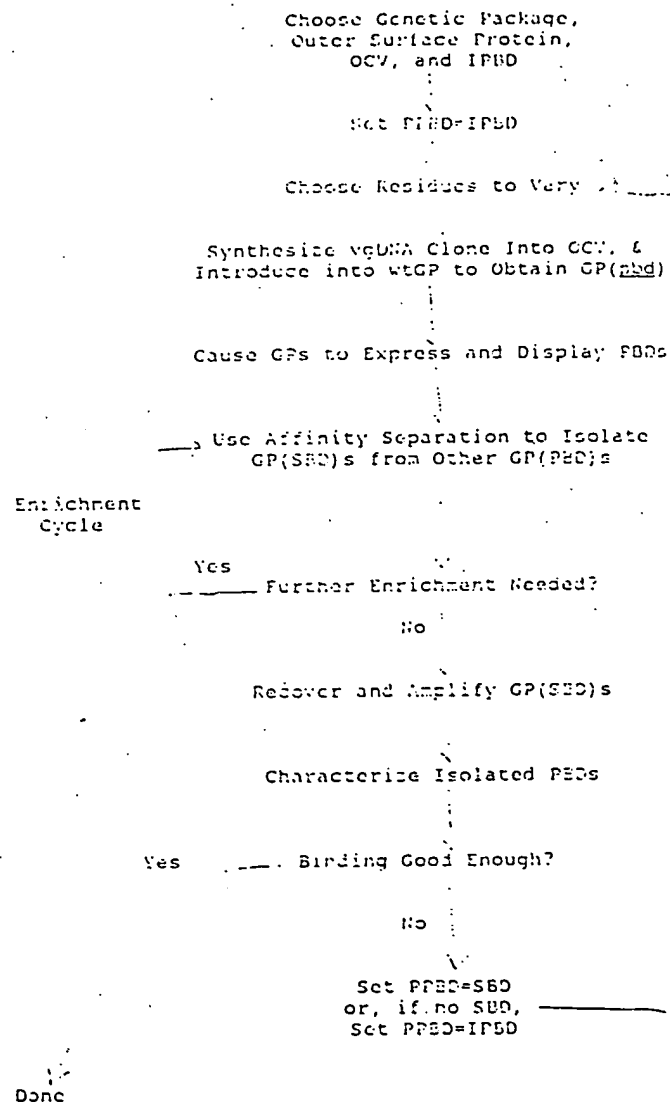 Choose Genetic Package,
Outer Surface Protein,
OCV, and IPBD
Set PPBD=IPBD
Choose Residues to Vary
Synthesize vgDNA Clone Into OCV, &
Introduce into wtGP to Obtain GP(pbd)
Cause GPs to Express and Display PBDs
Use Affinity Separation to Isolate
GP(SBD)s from Other GP(PBD)s
Enrichment
Cycle
Yes
Further Enrichment Needed?
No
Recover and Amplify GP(SBD)s
Characterize Isolated PBDs
Yes
Binding Good Enough?
No
Set PPBD=SBD
or, if no SBD,
Set PPBD=IPBD
Done